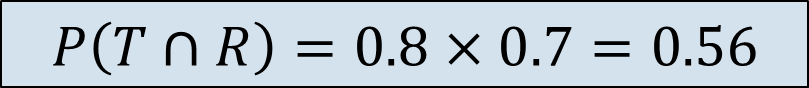 P(T ∩ R) = 0.8 × 0.7 = 0.56